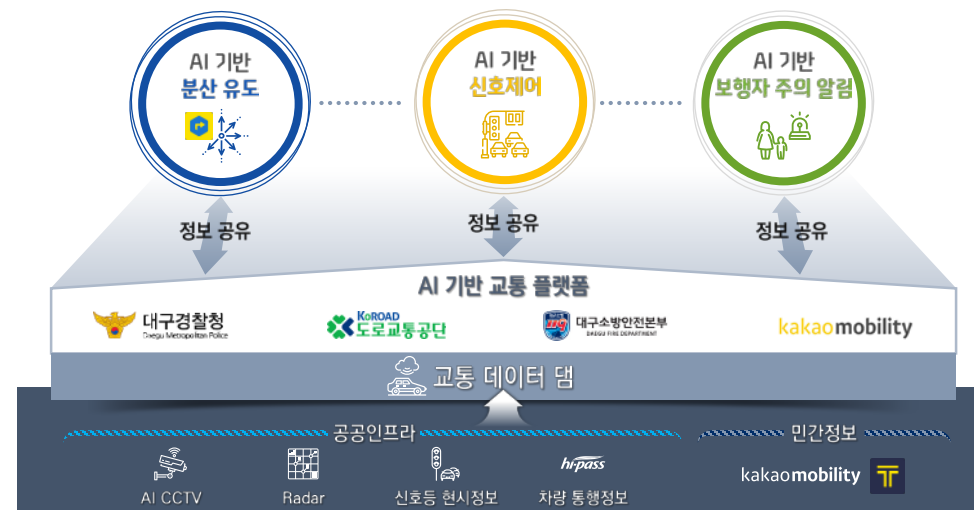 AI 기반
분산 유도
AI 기반
신호제어
AI 기반
보행자 주의 알림
정보 공유
정보 공유
정보 공유
AI 기반 교통 플랫폼
대구경찰청
Daegu Metropolitan Police
KOROAD
도로교통공단
대구소방안전본부
DAEGU FIRE DEPARTMENT
kakaomobility
교통 데이터 댐
공공인프라
민간정보
AI CCTV
Radar
신호등 현시정보
hi-pass
차량 통행정보
kakaomobility
T